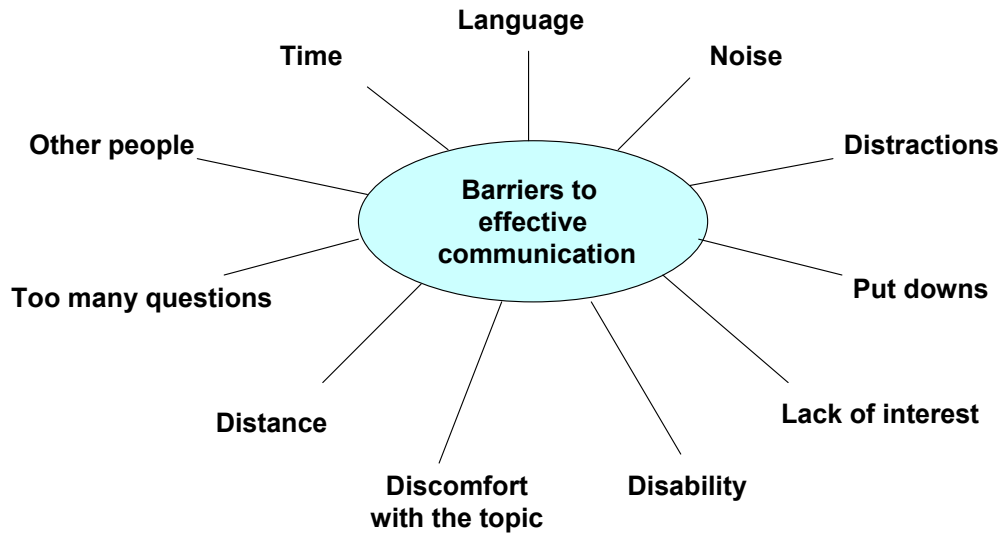 Language
Time
Noise
Other people
Distractions
Barriers to
effective
communication
Too many questions
Put downs
Distance
Lack of interest
Discomfort
with the topic
Disability